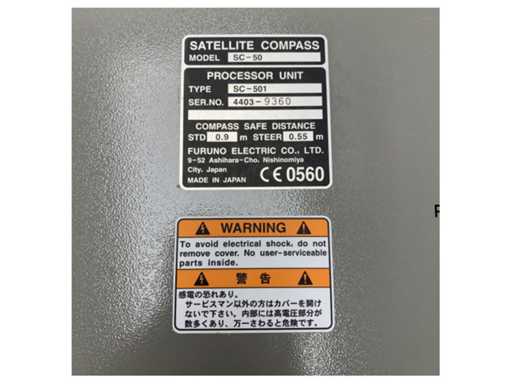 SATELLITE COMPASS
MODEL SC-50
PROCESSOR UNIT
TYPE SC-501
SER.NO. 4403-9360
COMPASS SAFE DISTANCE
STD 0.9 m STEER 0.55 m
FURUNO ELECTRIC CO., LTD.
9-52 Ashihara-Cho, Nishinomiya
City, Japan
MADE IN JAPAN CE 0560
WARNING
To avoid electrical shock, do not
remove cover. No user-serviceable
parts inside.
警告
感電の恐れあり。
サービスマン以外の方はカバーを開け
ないで下さい。内部には高電圧部分が
数多くあり、万一さわると危険です。